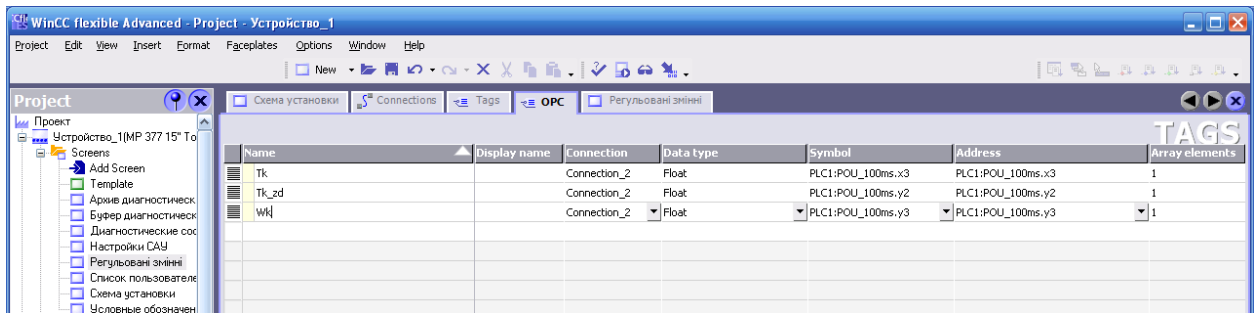 WinCC flexible Advanced - Project - Устройство_1
Project Edit View Insert Format Faceplates Options Window Help
New
Project
Схема установки Connections Tags OPC Регульовані змінні
TAGS
Проект
Устройство_1(MP 377 15" To
Screens
Add Screen
Template
Архив диагностическ
Буфер диагностическ
Диагностические сос
Настройки САУ
Регульовані змінні
Список пользователе
Схема установки
Условные обозначен
Name Display name Connection Data type Symbol Address Array elements
Tk Connection_2 Float PLC1:POU_100ms.x3 PLC1:POU_100ms.x3 1
Tk_zd Connection_2 Float PLC1:POU_100ms.y2 PLC1:POU_100ms.y2 1
Wk Connection_2 Float PLC1:POU_100ms.y3 PLC1:POU_100ms.y3 1